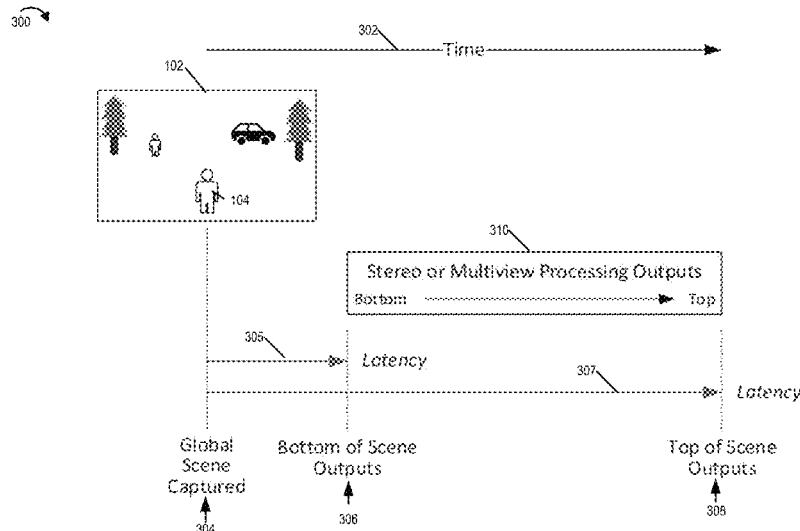 300
302
Time
102
104
310
Stereo or Multiview Processing Outputs
Bottom Top
305
Latency
307
Latency
Global
Scene
Captured
Bottom of Scene
Outputs
Top of Scene
Outputs
304
306
308